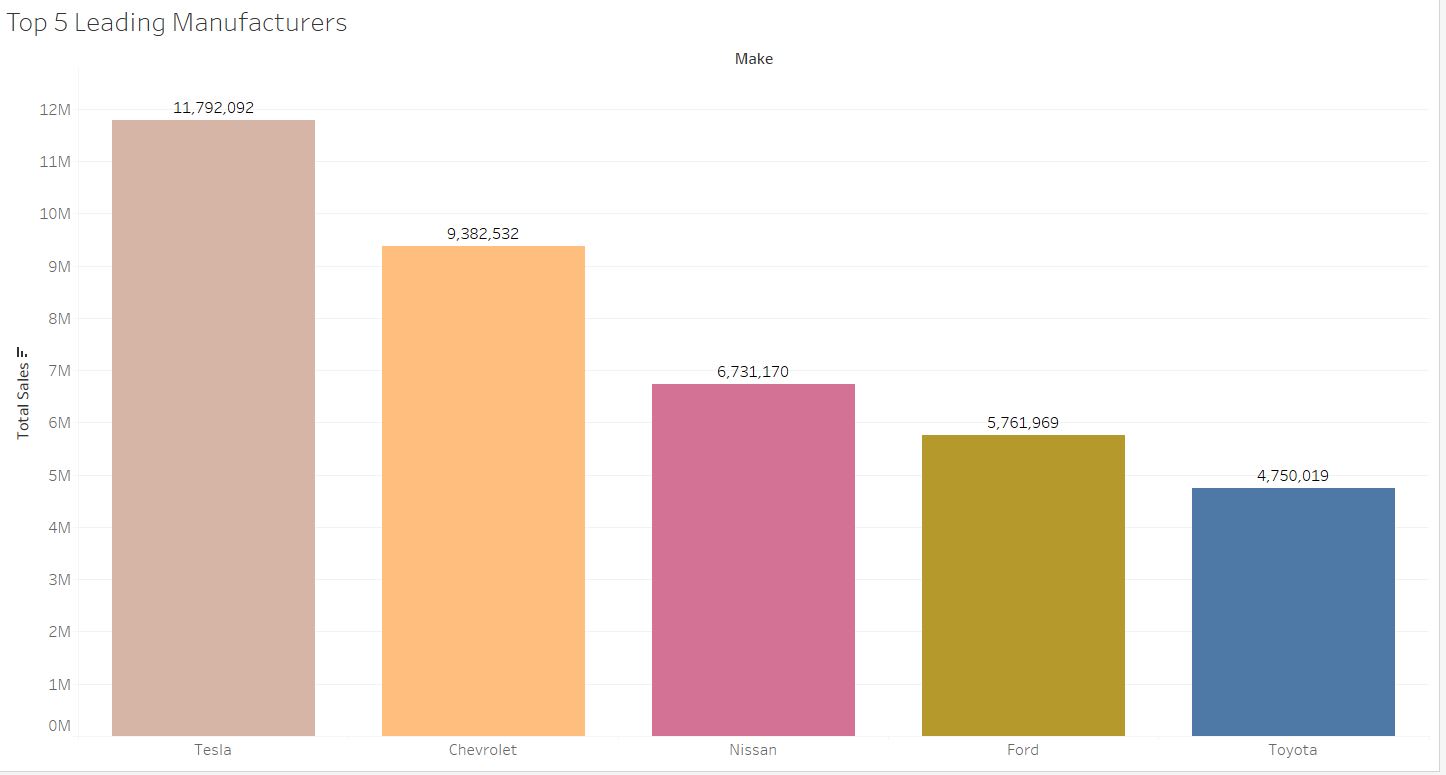 Top 5 Leading Manufacturers
Make
12M
11M
10M
9M
8M
7M
6M
5M
4M
3M
2M
1M
0M
Total Sales
11,792,092
9,382,532
6,731,170
5,761,969
4,750,019
Tesla
Chevrolet
Nissan
Ford
Toyota